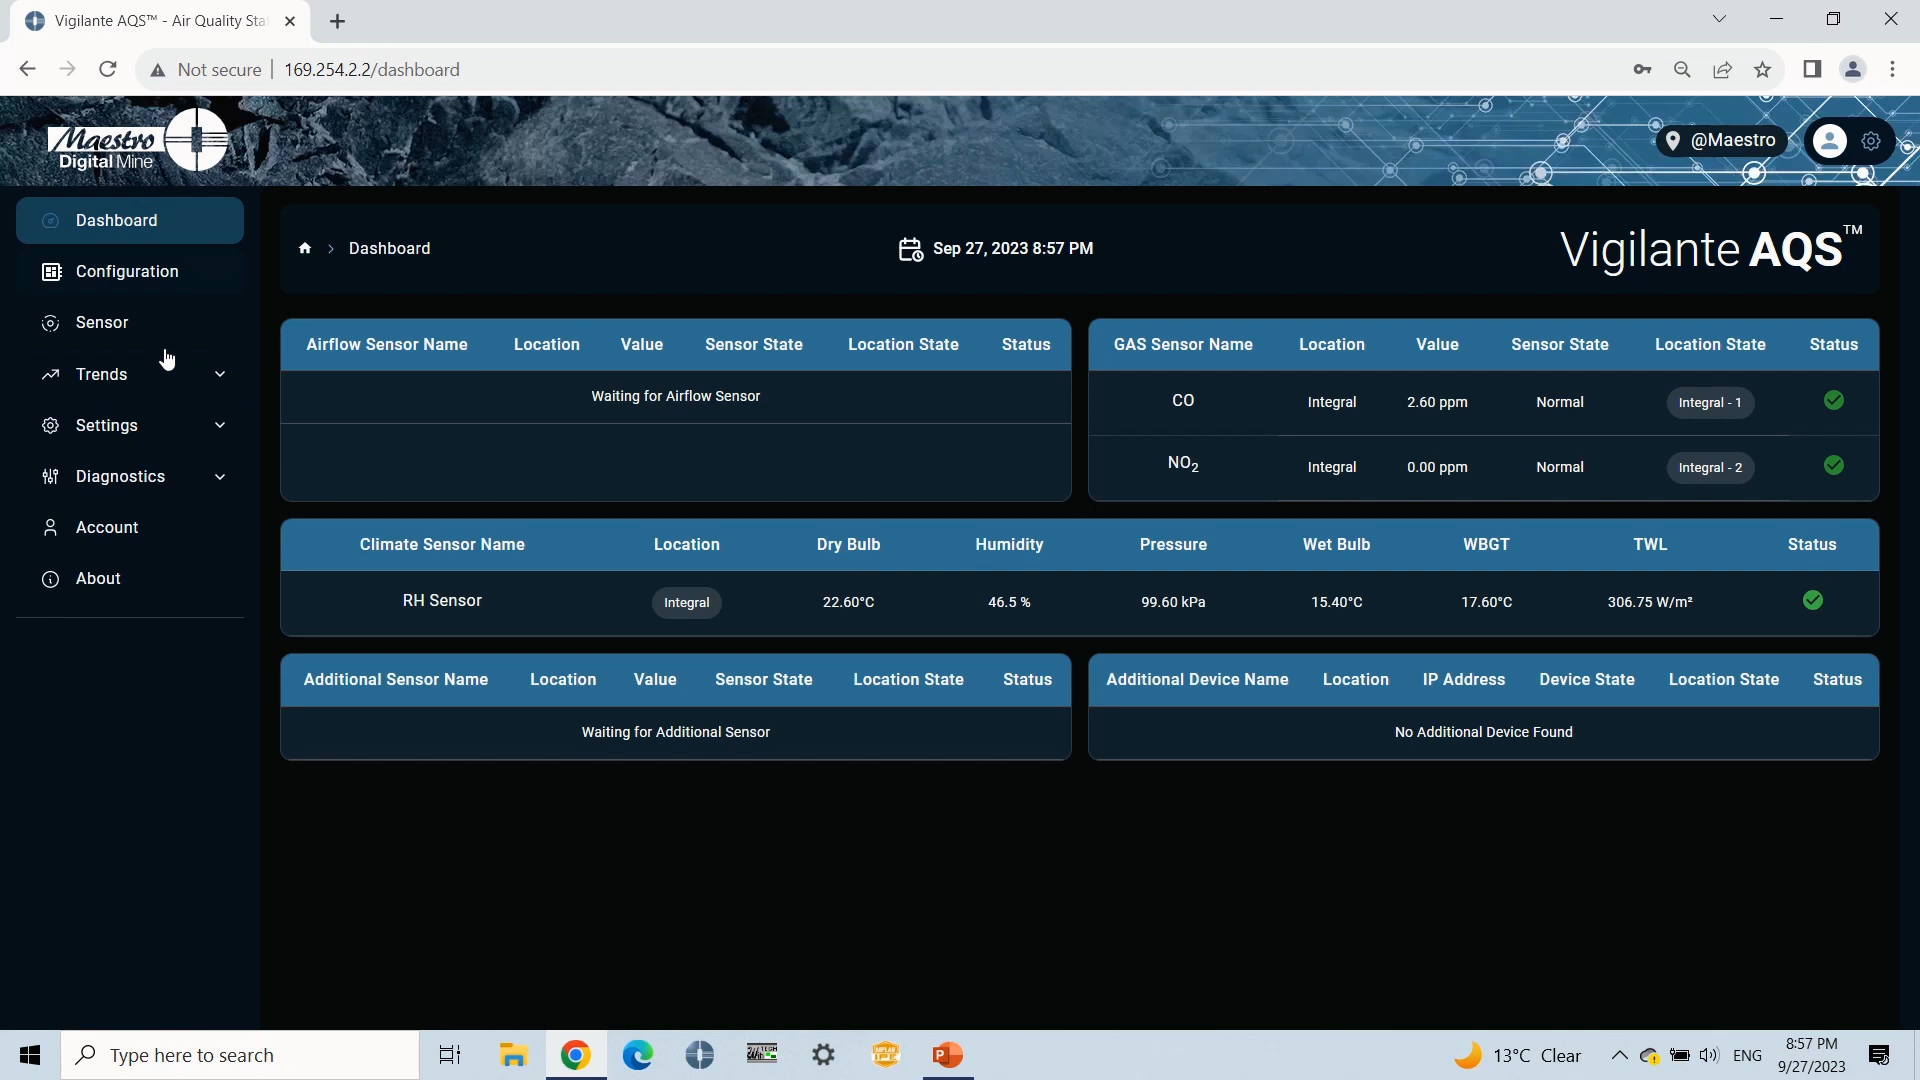 Vigilante AQS™ - Air Quality Sta
Not secure
169.254.2.2/dashboard
Maestro
Digital Mine
@Maestro
Dashboard
Configuration
Sensor
Trends
Settings
Diagnostics
Account
About
Dashboard
Sep 27, 2023 8:57 PM
Vigilante AQS™
Airflow Sensor Name Location Value Sensor State Location State Status
Waiting for Airflow Sensor
GAS Sensor Name Location Value Sensor State Location State Status
CO Integral 2.60 ppm Normal Integral - 1
NO₂ Integral 0.00 ppm Normal Integral - 2
Climate Sensor Name Location Dry Bulb Humidity Pressure Wet Bulb WBGT TWL Status
RH Sensor Integral 22.60°C 46.5 % 99.60 kPa 15.40°C 17.60°C 306.75 W/m²
Additional Sensor Name Location Value Sensor State Location State Status
Waiting for Additional Sensor
Additional Device Name Location IP Address Device State Location State Status
No Additional Device Found
Type here to search
13°C Clear
ENG
8:57 PM
9/27/2023